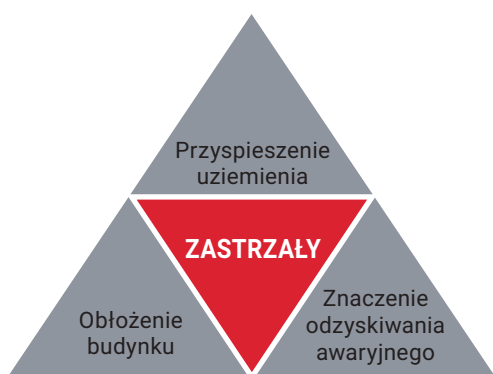 Przyspieszenie
uziemienia
ZASTRZAŁY
Obłożenie
budynku
Znaczenie
odzyskiwania
awaryjnego